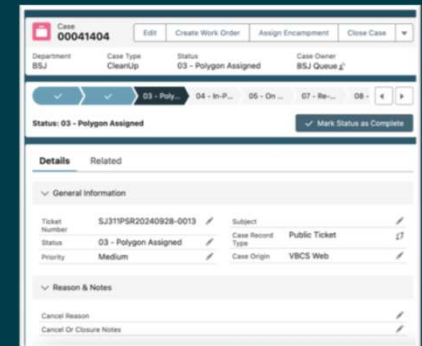 Case
00041404
Edit
Create Work Order
Assign Encampment
Close Case
Department
Case Type
Status
Case Owner
BSJ
CleanUp
03 - Polygon Assigned
BSJ Queue
03 - Poly...
04 - In-P...
05 - On ...
07 - Re-...
08 -
Status: 03 - Polygon Assigned
Mark Status as Complete
Details
Related
General Information
Ticket Number
SJ311PSR20240928-0013
Subject
Status
03 - Polygon Assigned
Case Record Type
Public Ticket
Priority
Medium
Case Origin
VBCS Web
Reason & Notes
Cancel Reason
Cancel Or Closure Notes